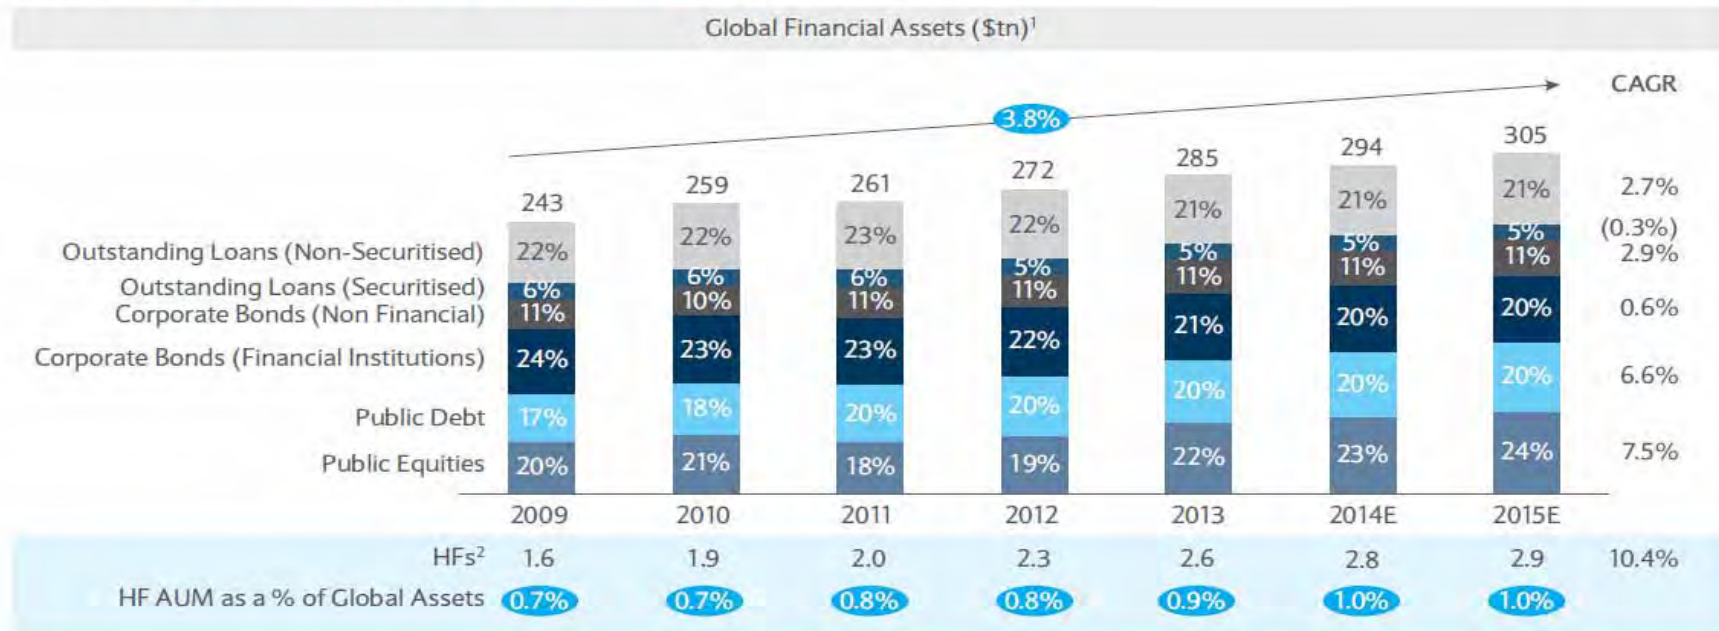 Global Financial Assets ($tn)¹
CAGR
3.8%
243 259 261 272 285 294 305
Outstanding Loans (Non-Securitised) 22% 22% 23% 22% 21% 21% 21% 2.7%
Outstanding Loans (Securitised) 6% 6% 6% 5% 5% 5% 5% (0.3%)
Corporate Bonds (Non Financial) 11% 10% 11% 11% 11% 11% 11% 2.9%
Corporate Bonds (Financial Institutions) 24% 23% 23% 22% 21% 20% 20% 0.6%
Public Debt 17% 18% 20% 20% 20% 20% 20% 6.6%
Public Equities 20% 21% 18% 19% 22% 23% 24% 7.5%
2009 2010 2011 2012 2013 2014E 2015E
HFs² 1.6 1.9 2.0 2.3 2.6 2.8 2.9 10.4%
HF AUM as a % of Global Assets 0.7% 0.7% 0.8% 0.8% 0.9% 1.0% 1.0%